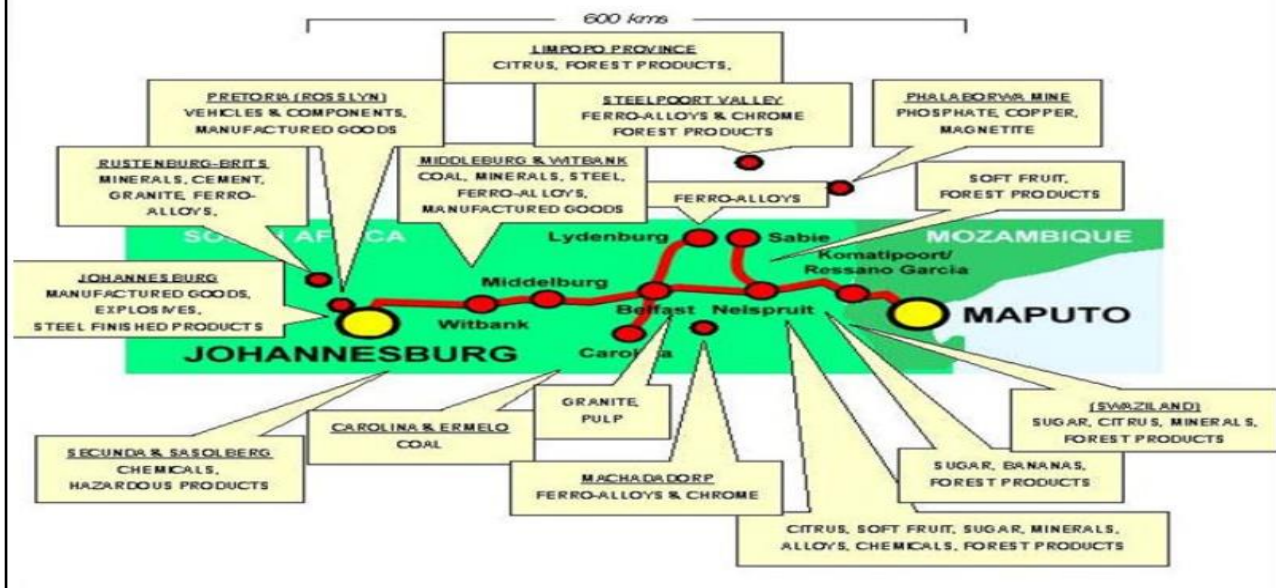 600 kms
LIMPOPO PROVINCE
CITRUS, FOREST PRODUCTS,
PRETORIA (ROSSLYN)
VEHICLES & COMPONENTS,
MANUFACTURED GOODS
STEELPOORT VALLEY
FERRO-ALLOYS & CHROME
FOREST PRODUCTS
PHALABORWA MINE
PHOSPHATE, COPPER,
MAGNETITE
RUSTENBURG-BRITS
MINERALS, CEMENT,
GRANITE, FERRO-
ALLOYS,
MIDDLEBURG & WITBANK
COAL, MINERALS, STEEL,
FERRO-ALLOYS,
MANUFACTURED GOODS
FERRO-ALLOYS
SOFT FRUIT,
FOREST PRODUCTS
MOZAMBIQUE
Lydenburg
Sabie
Komatipoort/
Ressano Garcia
JOHANNESBURG
MANUFACTURED GOODS,
EXPLOSIVES,
STEEL FINISHED PRODUCTS
Middelburg
Witbank
Belfast
Nelspruit
MAPUTO
JOHANNESBURG
Carolina
GRANITE,
PULP
(SWAZILAND)
SUGAR, CITRUS, MINERALS,
FOREST PRODUCTS
CAROLINA & ERMELO
COAL
SECUNDA & SASOLBERG
CHEMICALS,
HAZARDOUS PRODUCTS
MACHADADORP
FERRO-ALLOYS & CHROME
SUGAR, BANANAS,
FOREST PRODUCTS
CITRUS, SOFT FRUIT, SUGAR, MINERALS,
ALLOYS, CHEMICALS, FOREST PRODUCTS